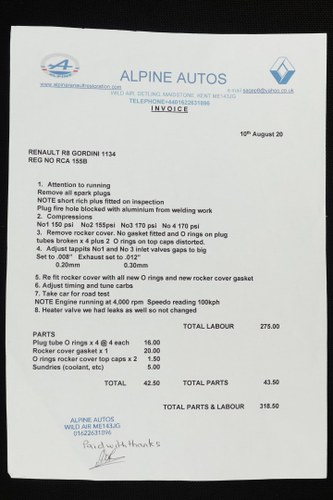 ALPINE AUTOS
WILD AIR, DETLING, MAIDSTONE, KENT ME143JG
TELEPHONE+4401622631096
INVOICE
10th August 20
RENAULT R8 GORDINI 1134
REG NO RCA 155B
1. Attention to running
Remove all spark plugs
NOTE short rich plus fitted on inspection
Plug fire hole blocked with aluminium from welding work
2. Compressions
No1 150 psi No2 155psi No3 170 psi No 4 170 psi
3. Remove rocker cover, No gasket fitted and O rings on plug
tubes broken x 4 plus 2 O rings on top caps distorted.
4. Adjust tappits No1 and No 3 inlet valves gaps to big
Set to .008" Exhaust set to .012"
0.20mm 0.30mm
5. Re fit rocker cover with all new O rings and new rocker cover gasket
6. Adjust timing and tune carbs
7. Take car for road test
NOTE Engine running at 4,000 rpm Speedo reading 100kph
8. Heater valve we had leaks as well so not changed
TOTAL LABOUR 275.00
PARTS
Plug tube O rings x 4 @ 4 each 16.00
Rocker cover gasket x 1 20.00
O rings rocker cover top caps x 2 1.50
Sundries (coolant, etc) 5.00
TOTAL 42.50 TOTAL PARTS 43.50
TOTAL PARTS & LABOUR 318.50
ALPINE AUTOS
WILD AIR ME143JG
01622631096
Paid with thanks